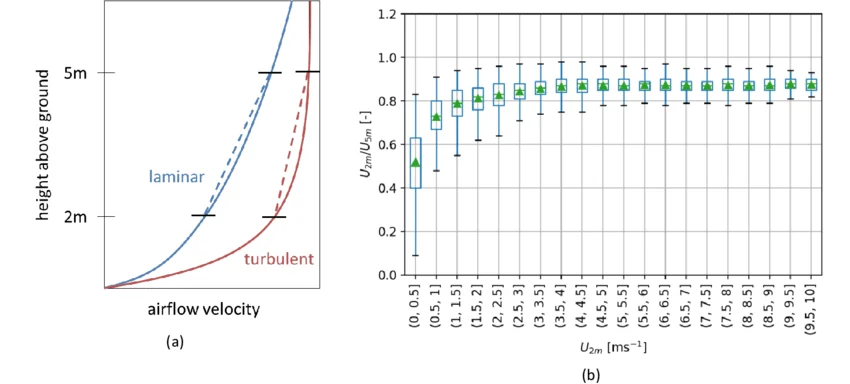 (a)
height above ground
5m
laminar
2m
turbulent
airflow velocity
(a)
1.2
1.0
0.8
0.6
0.4
0.2
0.0
U2m/U5m [-]
(0, 0.5]
(0.5, 1]
(1, 1.5]
(1.5, 2]
(2, 2.5]
(2.5, 3]
(3, 3.5]
(3.5, 4]
(4, 4.5]
(4.5, 5]
(5, 5.5]
(5.5, 6]
(6, 6.5]
(6.5, 7]
(7, 7.5]
(7.5, 8]
(8, 8.5]
(8.5, 9]
(9, 9.5]
(9.5, 10]
U2m [ms−1]
(b)